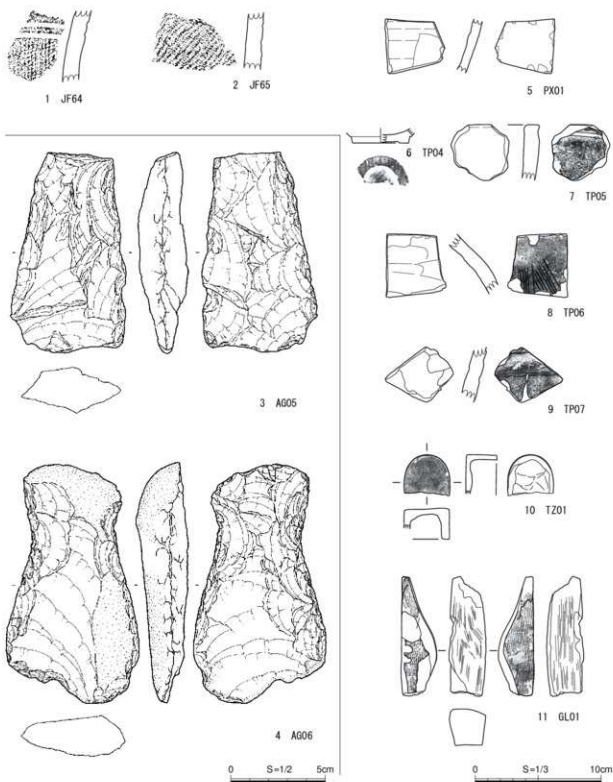 1 JF64
2 JF65
3 AG05
4 AG06
0 S=1/2 5cm
5 PX01
6 TP04
7 TP05
8 TP06
9 TP07
10 TZ01
11 GL01
0 S=1/3 10cm